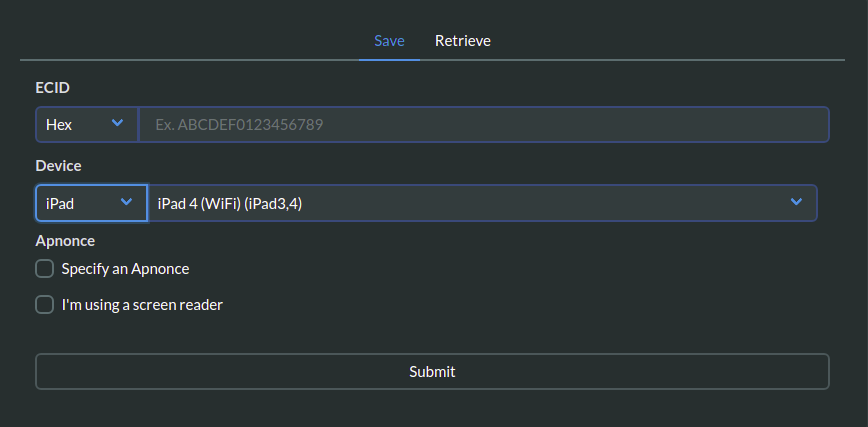 Save Retrieve
ECID
Hex Ex. ABCDEF0123456789
Device
iPad iPad 4 (WiFi) (iPad3,4)
Apnonce
Specify an Apnonce
I'm using a screen reader
Submit